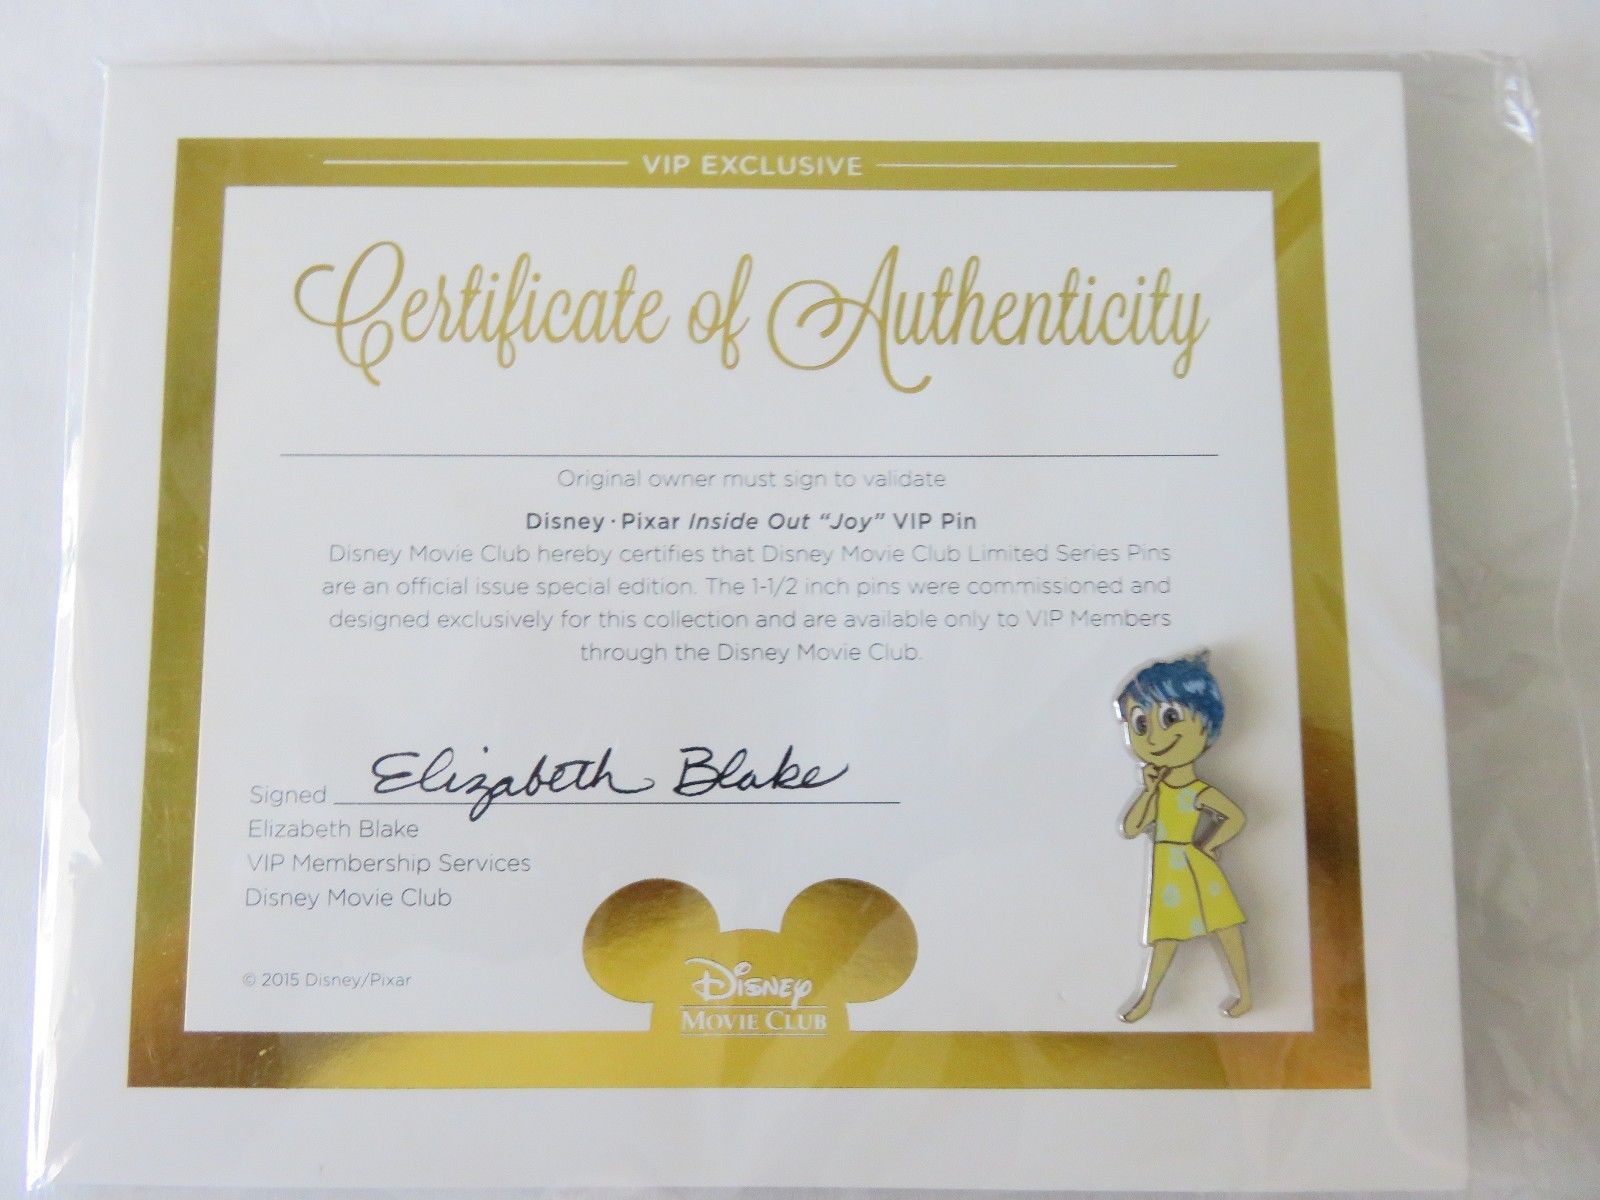 VIP EXCLUSIVE
Certificate of Authenticity
Original owner must sign to validate
Disney·Pixar Inside Out “Joy” VIP Pin
Disney Movie Club hereby certifies that Disney Movie Club Limited Series Pins
are an official issue special edition. The 1-1/2 inch pins were commissioned and
designed exclusively for this collection and are available only to VIP Members
through the Disney Movie Club.
Signed Elizabeth Blake
Elizabeth Blake
VIP Membership Services
Disney Movie Club
© 2015 Disney/Pixar
Disney
MOVIE CLUB